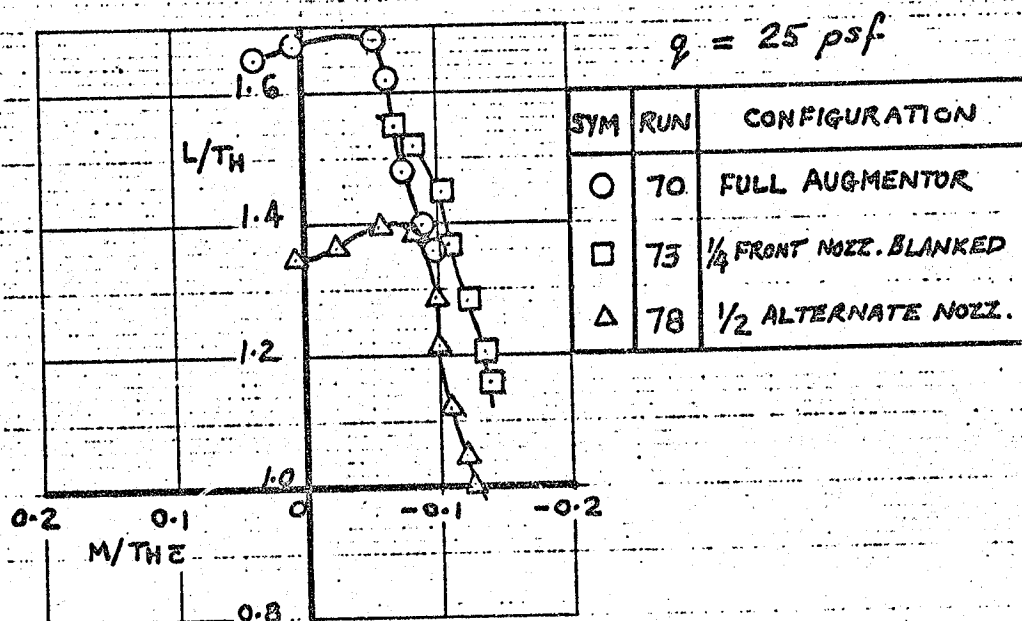 q = 25 psf
1.6
L/TH
1.4
1.2
1.0
0.2 0.1 0 -0.1 -0.2
M/TH c̄
0.8
SYM RUN CONFIGURATION
○ 70 FULL AUGMENTOR
□ 73 1/4 FRONT NOZZ. BLANKED
△ 78 1/2 ALTERNATE NOZZ.